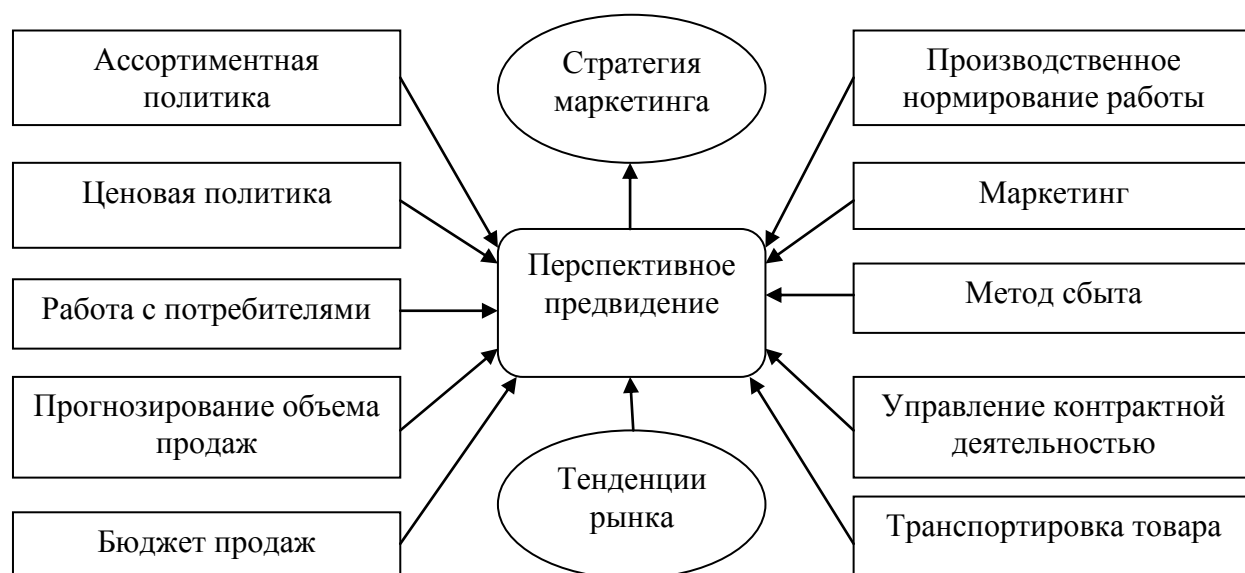 Ассортиментная
политика
Ценовая политика
Работа с потребителями
Прогнозирование объема
продаж
Бюджет продаж
Стратегия
маркетинга
Перспективное
предвидение
Тенденции
рынка
Производственное
нормирование работы
Маркетинг
Метод сбыта
Управление контрактной
деятельностью
Транспортировка товара